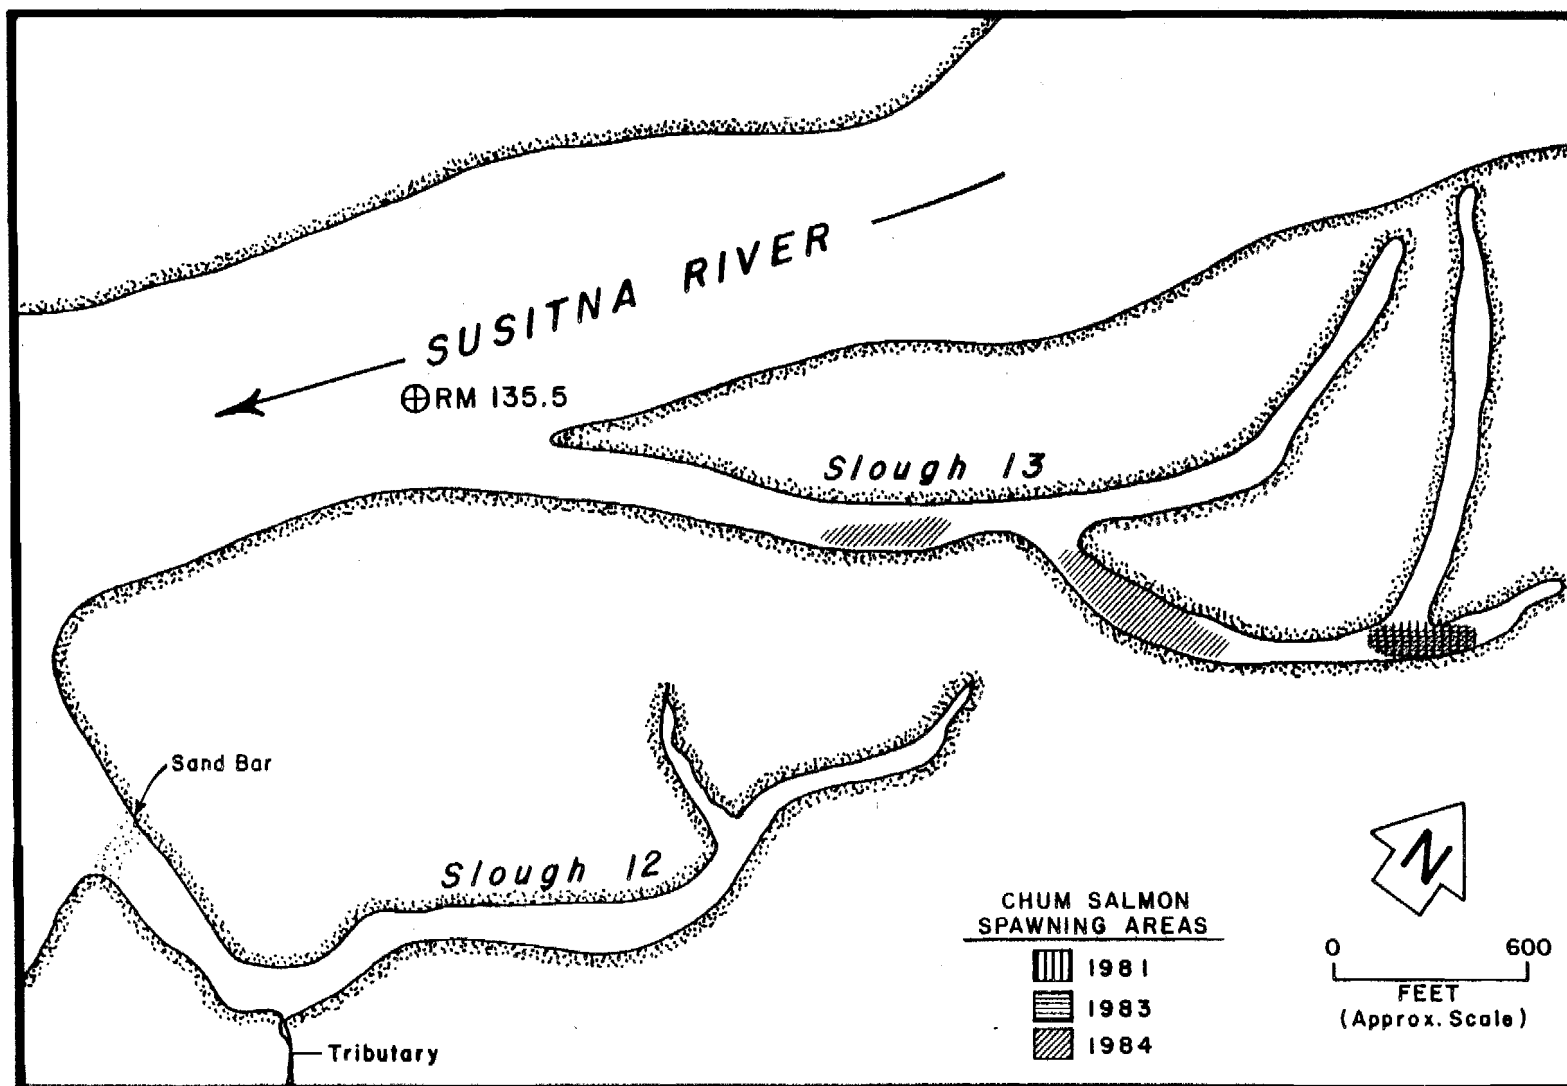 SUSITNA RIVER
⊕RM 135.5
Slough 13
Sand Bar
Slough 12
Tributary
CHUM SALMON
SPAWNING AREAS
1981
1983
1984
N
0 600
FEET
(Approx. Scale)